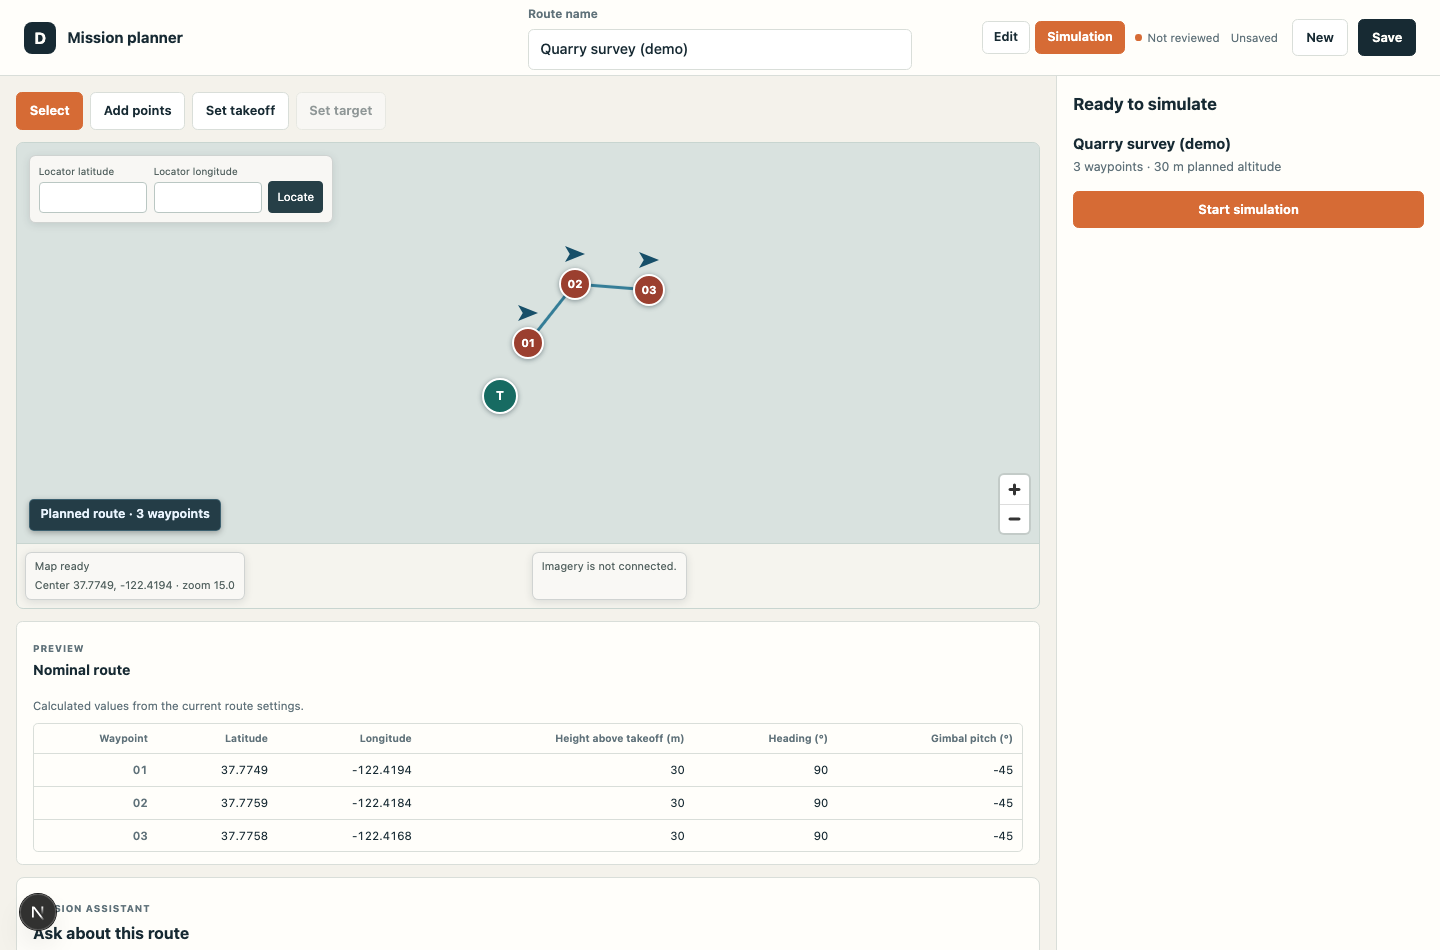 D Mission planner
Route name
Quarry survey (demo)
Edit Simulation Not reviewed Unsaved New Save
Select Add points Set takeoff Set target
Locator latitude Locator longitude
Locate
02 03
01
T
Planned route · 3 waypoints
+
−
Map ready
Center 37.7749, -122.4194 · zoom 15.0
Imagery is not connected.
PREVIEW
Nominal route
Calculated values from the current route settings.
Waypoint Latitude Longitude Height above takeoff (m) Heading (°) Gimbal pitch (°)
01 37.7749 -122.4194 30 90 -45
02 37.7759 -122.4184 30 90 -45
03 37.7758 -122.4168 30 90 -45
N
SION ASSISTANT
Ask about this route
Ready to simulate
Quarry survey (demo)
3 waypoints · 30 m planned altitude
Start simulation